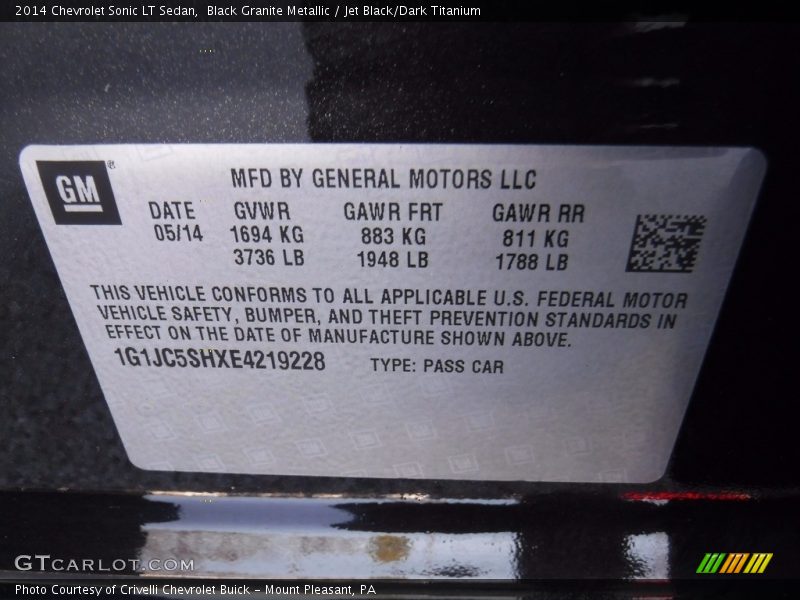 2014 Chevrolet Sonic LT Sedan,  Black Granite Metallic / Jet Black/Dark Titanium
GM®
MFD BY GENERAL MOTORS LLC
DATE GVWR GAWR FRT GAWR RR
05/14 1694 KG 883 KG 811 KG
3736 LB 1948 LB 1788 LB
THIS VEHICLE CONFORMS TO ALL APPLICABLE U.S. FEDERAL MOTOR
VEHICLE SAFETY, BUMPER, AND THEFT PREVENTION STANDARDS IN
EFFECT ON THE DATE OF MANUFACTURE SHOWN ABOVE.
1G1JC5SHXE4219228 TYPE: PASS CAR
GTCARLOT.COM
Photo Courtesy of Crivelli Chevrolet Buick – Mount Pleasant, PA